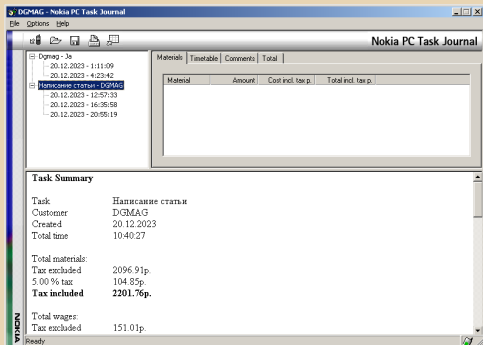 DGMAG - Nokia PC Task Journal
File Options Help
Nokia PC Task Journal
Dgmag - Ja
20.12.2023 - 1:11:09
20.12.2023 - 4:23:42
Написание статьи - DGMAG
20.12.2023 - 12:57:33
20.12.2023 - 16:35:58
20.12.2023 - 20:55:19
Materials Timetable Comments Total
Material Amount Cost incl. tax p. Total incl. tax p.
Task Summary
Task Написание статьи
Customer DGMAG
Created 20.12.2023
Total time 10:40:27
Total materials:
Tax excluded 2096.91р.
5.00 % tax 104.85р.
Tax included 2201.76р.
Total wages:
Tax excluded 151.01р.
NOKIA
Ready